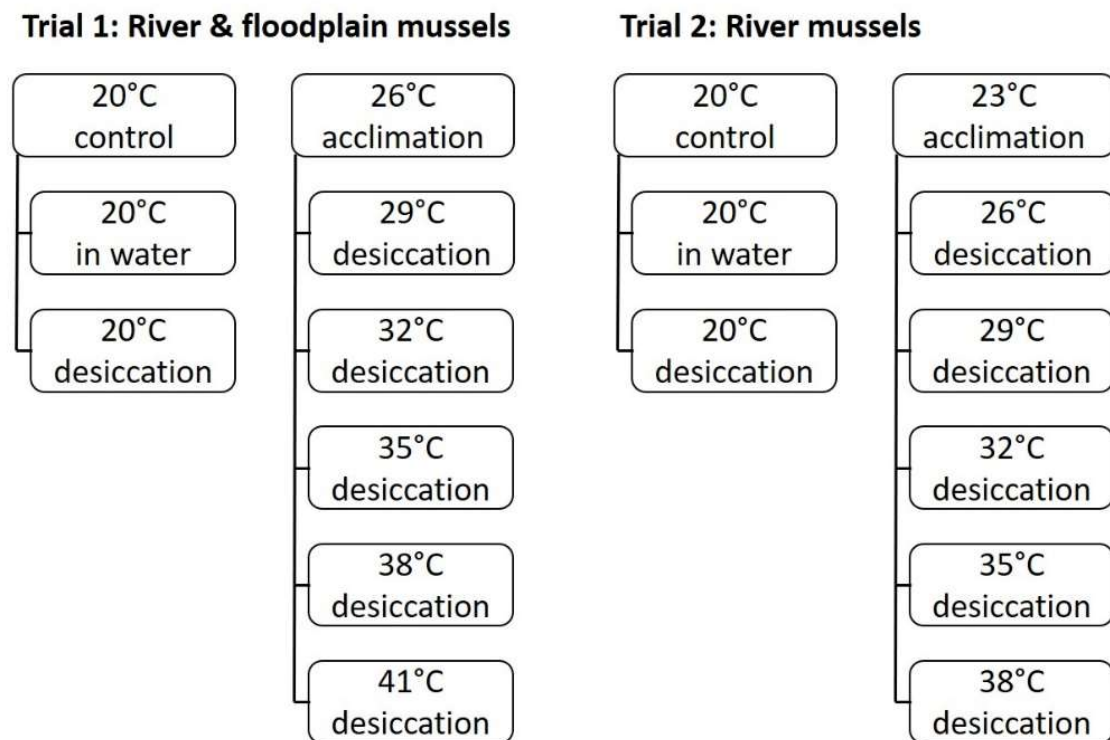 Trial 1: River & floodplain mussels
20°C
control
20°C
in water
20°C
desiccation
26°C
acclimation
29°C
desiccation
32°C
desiccation
35°C
desiccation
38°C
desiccation
41°C
desiccation
Trial 2: River mussels
20°C
control
20°C
in water
20°C
desiccation
23°C
acclimation
26°C
desiccation
29°C
desiccation
32°C
desiccation
35°C
desiccation
38°C
desiccation